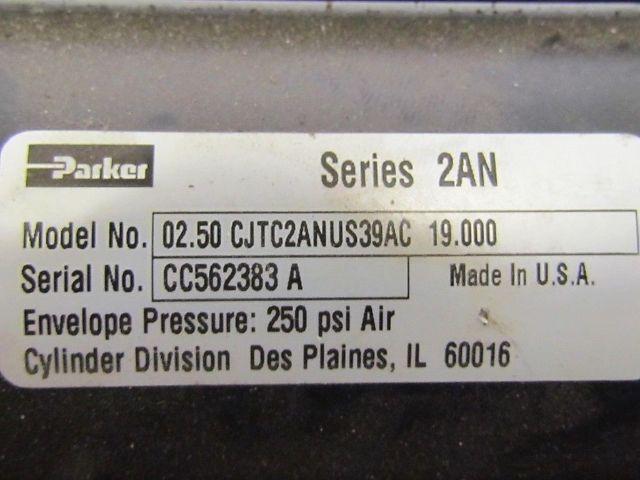 Parker Series 2AN
Model No. 02.50 CJTC2ANUS39AC 19.000
Serial No. CC562383 A Made In U.S.A.
Envelope Pressure: 250 psi Air
Cylinder Division Des Plaines, IL 60016